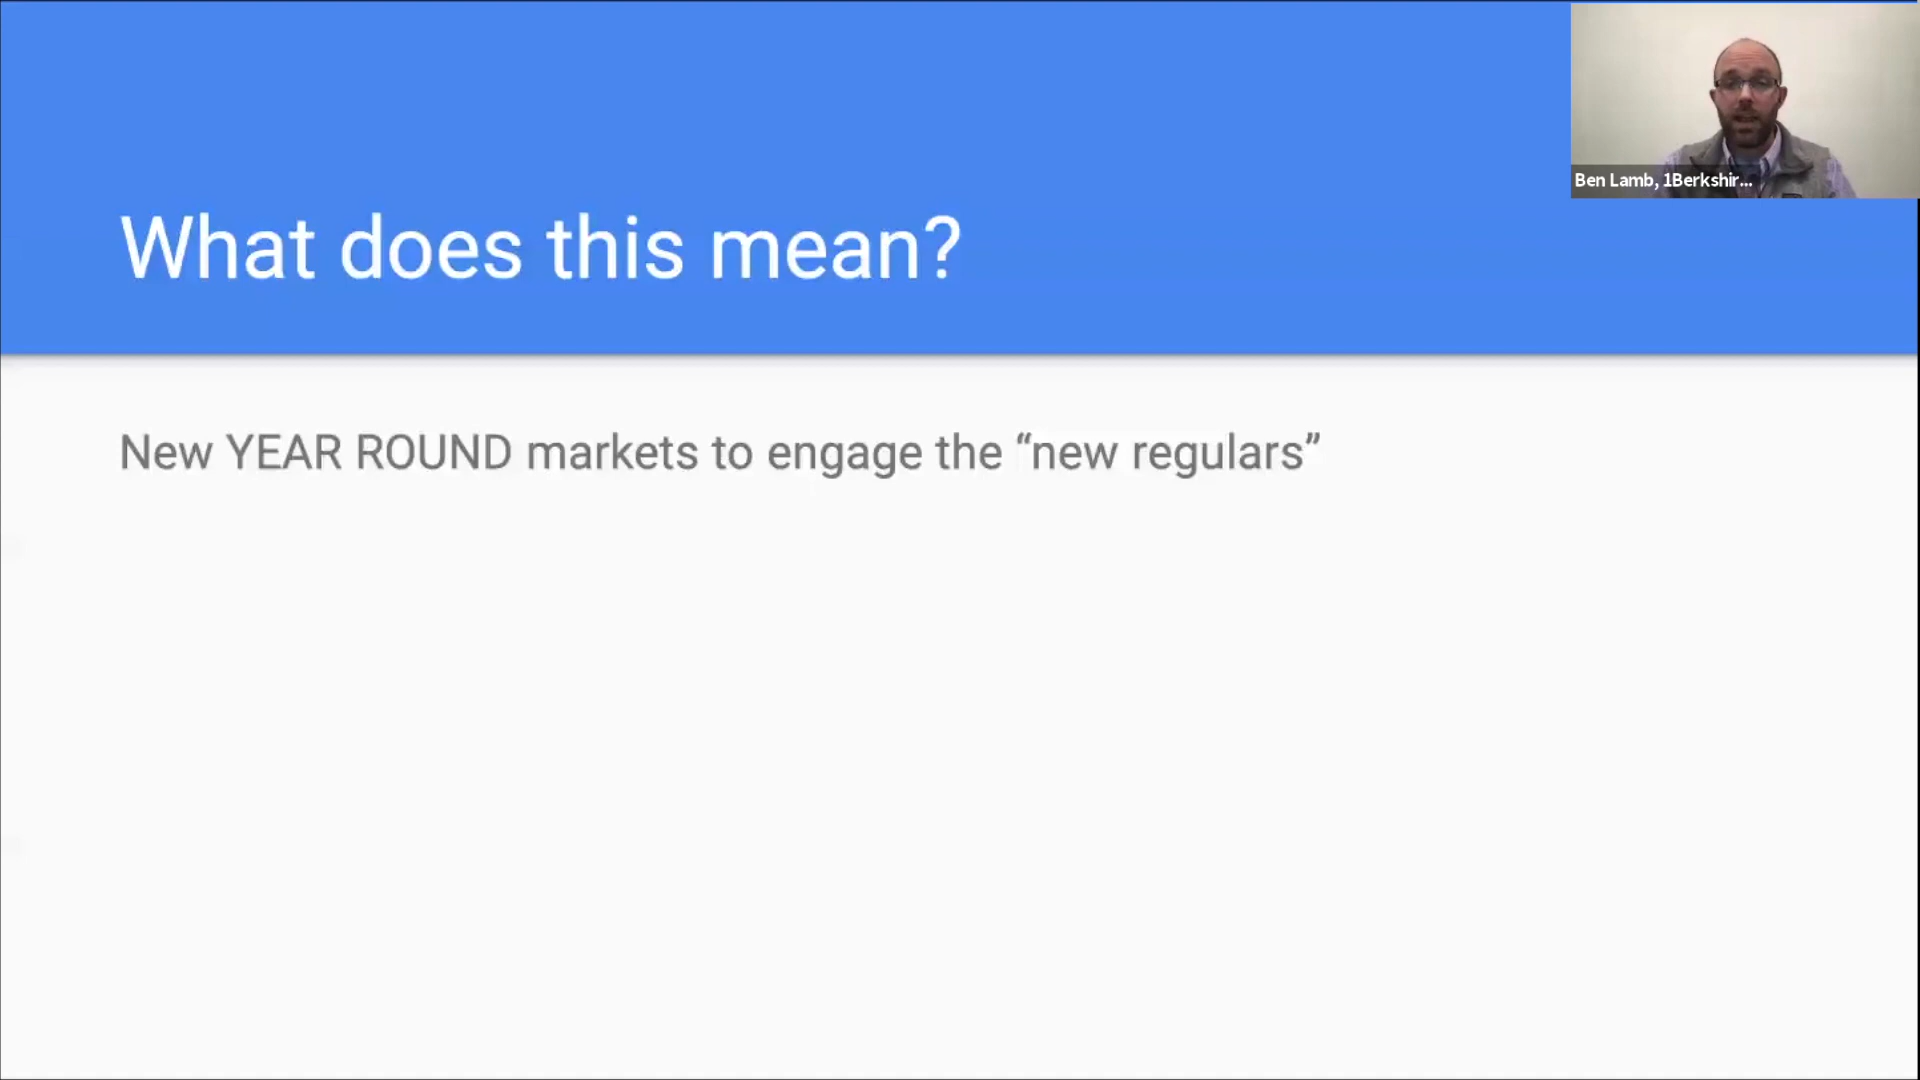 Ben Lamb, 1Berkshir...
What does this mean?
New YEAR ROUND markets to engage the “new regulars”